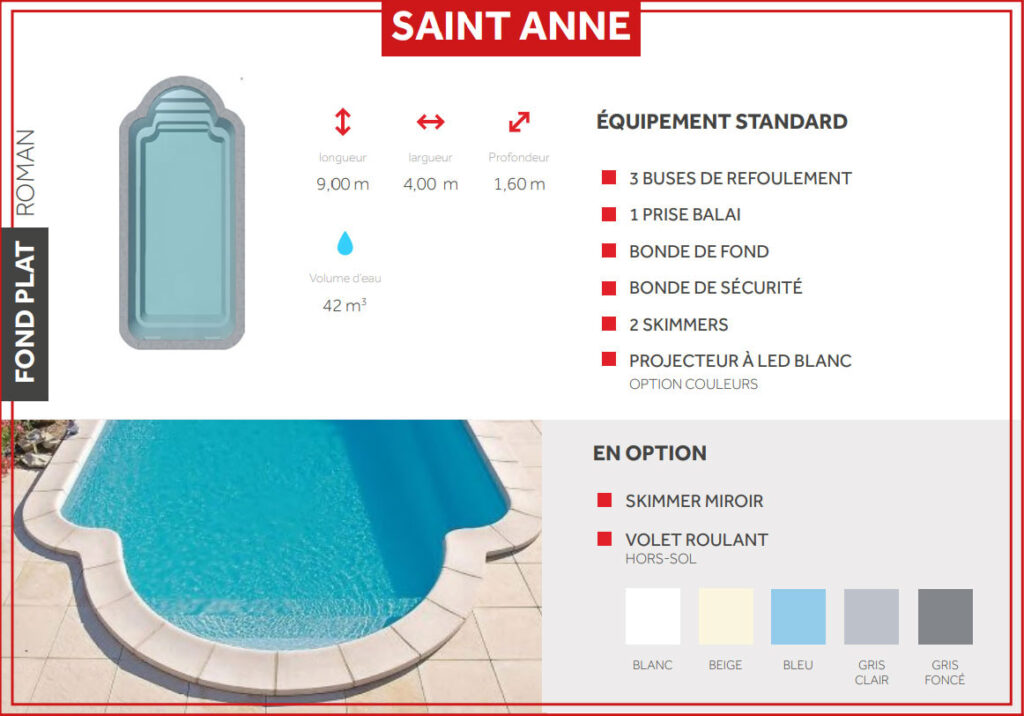 SAINT ANNE
ROMAN
FOND PLAT
longueur
9,00 m
largueur
4,00 m
Profondeur
1,60 m
Volume d'eau
42 m³
ÉQUIPEMENT STANDARD
3 BUSES DE REFOULEMENT
1 PRISE BALAI
BONDE DE FOND
BONDE DE SÉCURITÉ
2 SKIMMERS
PROJECTEUR À LED BLANC
OPTION COULEURS
EN OPTION
SKIMMER MIROIR
VOLET ROULANT
HORS-SOL
BLANC
BEIGE
BLEU
GRIS
CLAIR
GRIS
FONCÉ